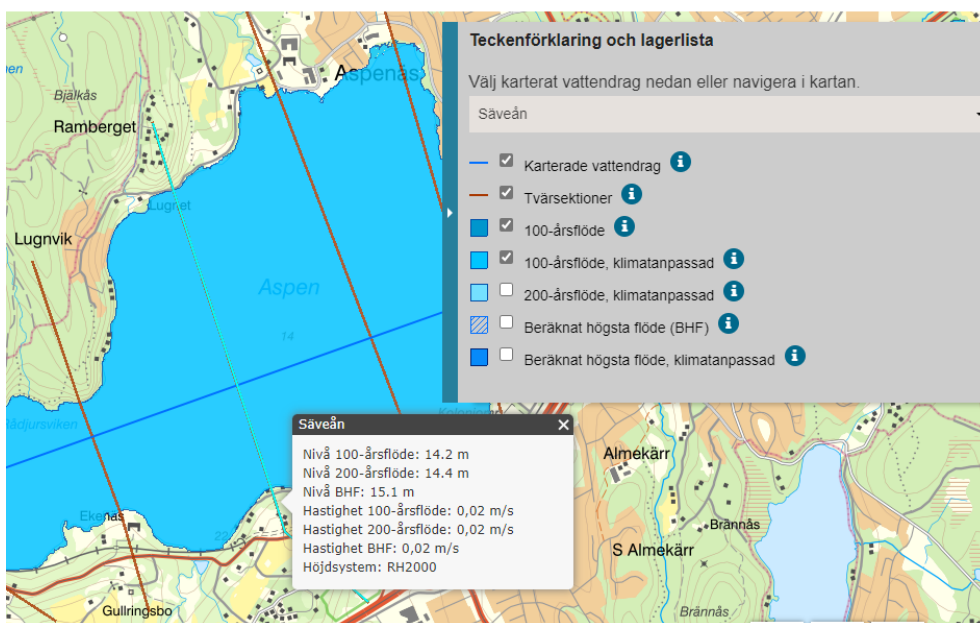 Aspenäs
Bjälkås
Ramberget
Lugnet
Lugnvik
Aspen
14
Rådjursviken
Ekenäs
22
Gullringsbo
Almekärr
Brännås
S Almekärr
Brännås
Teckenförklaring och lagerlista
Välj karterat vattendrag nedan eller navigera i kartan.
Säveån
Karterade vattendrag
Tvärsektioner
100-årsflöde
100-årsflöde, klimatanpassad
200-årsflöde, klimatanpassad
Beräknat högsta flöde (BHF)
Beräknat högsta flöde, klimatanpassad
Säveån
Nivå 100-årsflöde: 14.2 m
Nivå 200-årsflöde: 14.4 m
Nivå BHF: 15.1 m
Hastighet 100-årsflöde: 0,02 m/s
Hastighet 200-årsflöde: 0,02 m/s
Hastighet BHF: 0,02 m/s
Höjdsystem: RH2000